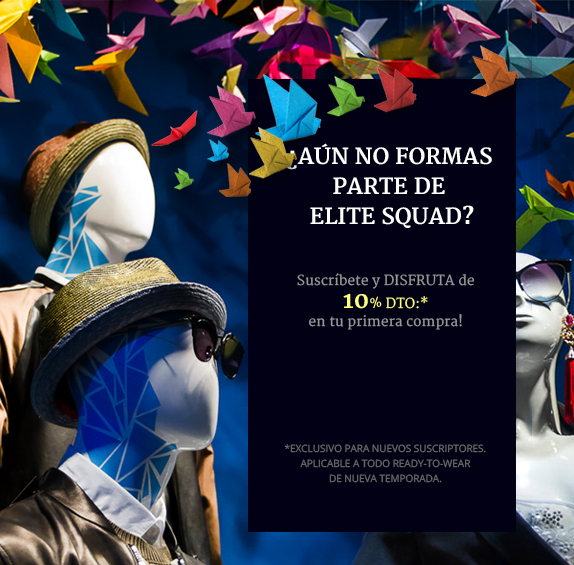 ¿AÚN NO FORMAS
PARTE DE
ELITE SQUAD?
Suscríbete y DISFRUTA de
10% DTO:*
en tu primera compra!
*EXCLUSIVO PARA NUEVOS SUSCRIPTORES.
APLICABLE A TODO READY-TO-WEAR
DE NUEVA TEMPORADA.